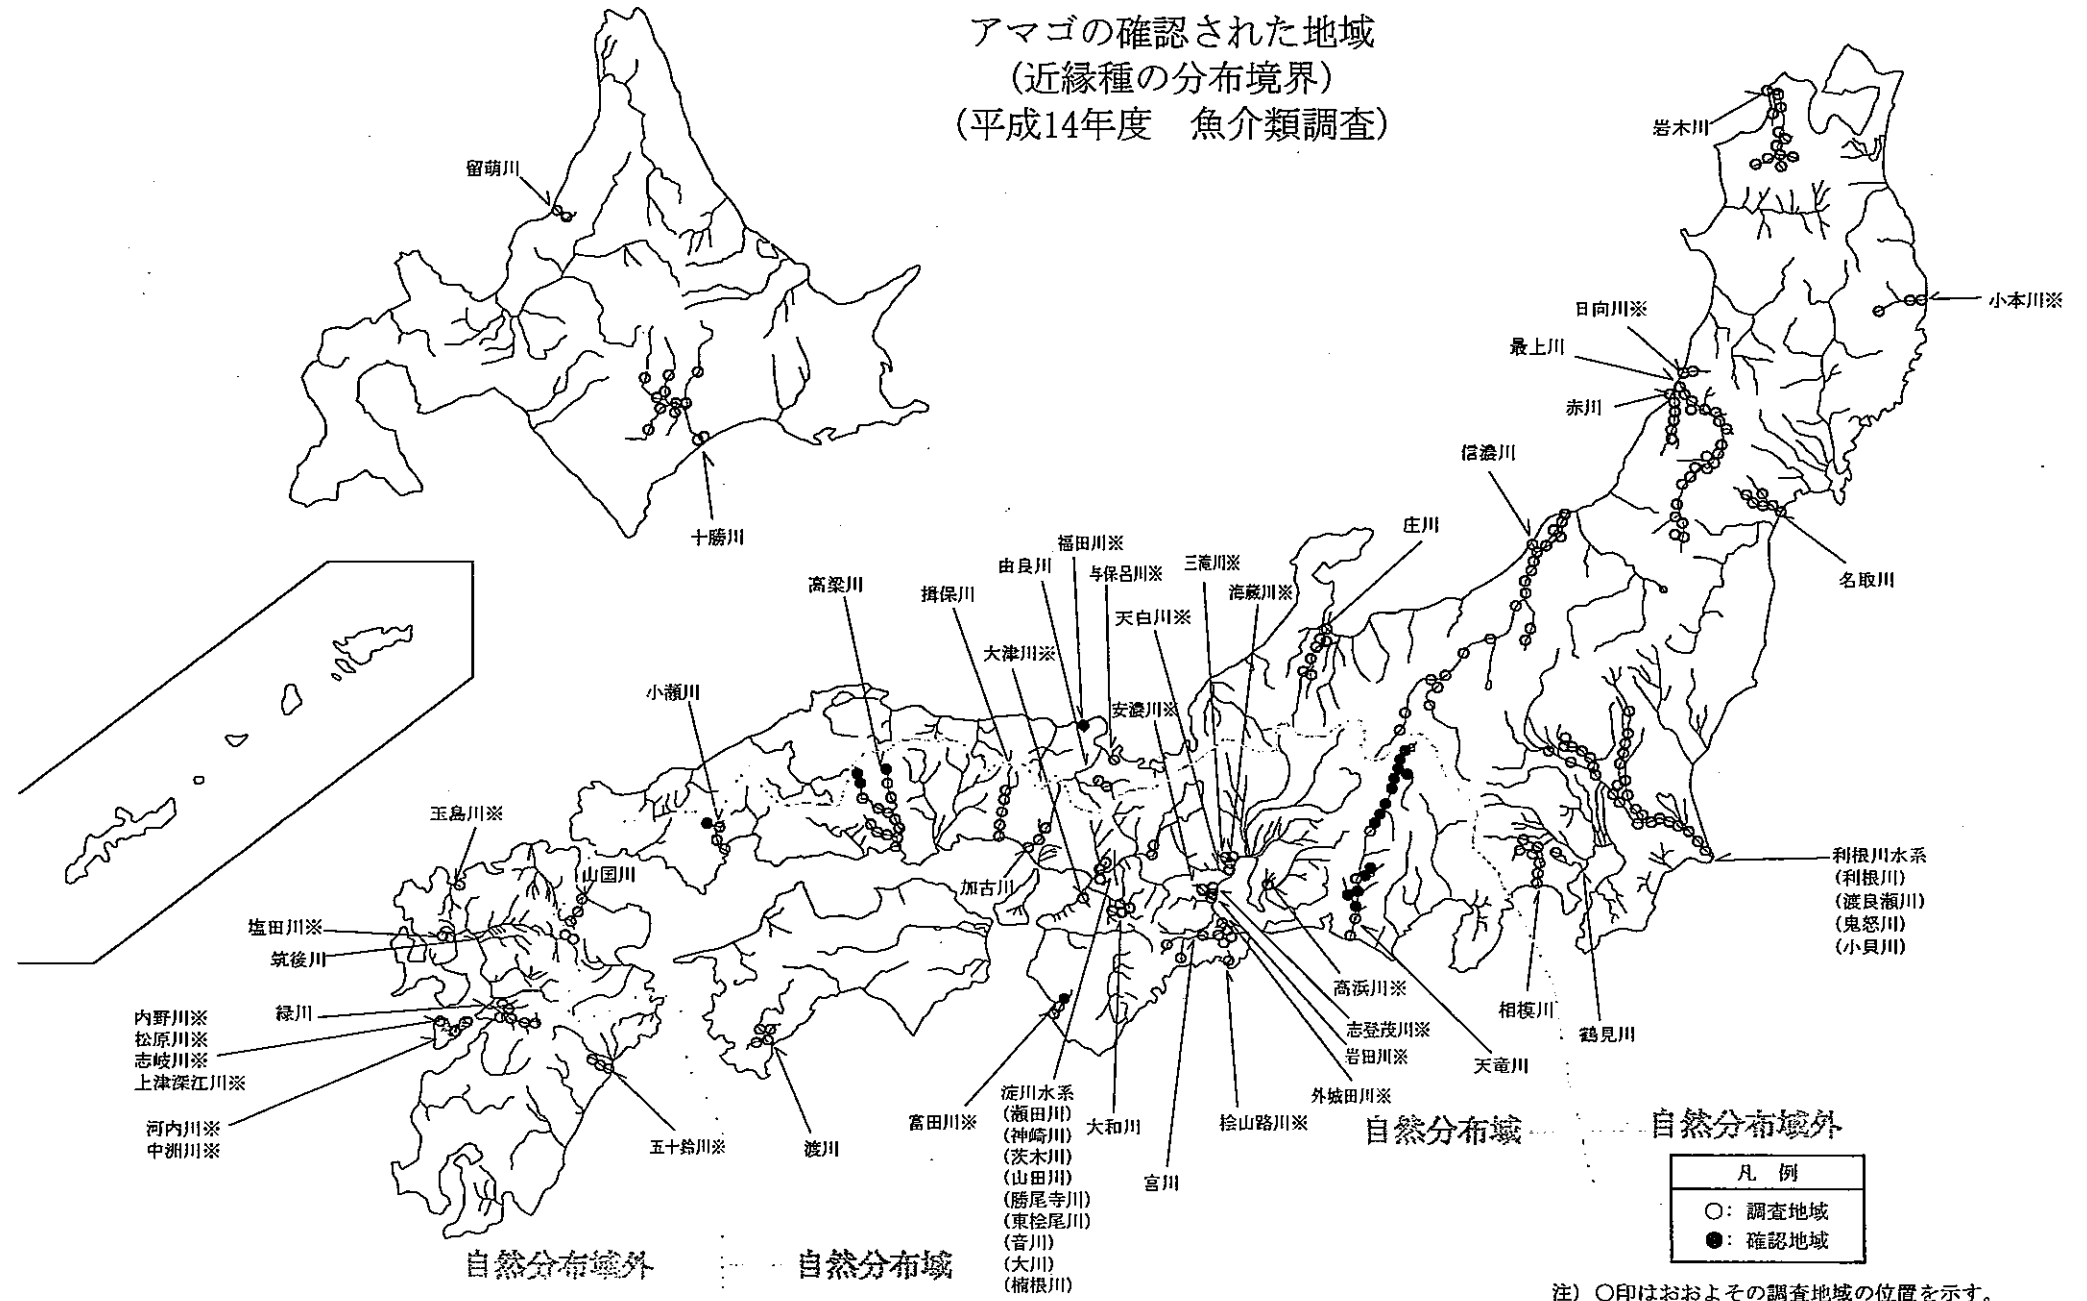 アマゴの確認された地域
(近縁種の分布境界)
(平成14年度　魚介類調査)
岩木川
留萌川
小本川※
日向川※
最上川
赤川
信濃川
庄川
十勝川
福田川※
由良川
与保呂川※
三滝川※
海蔵川※
名取川
高梁川
揖保川
天白川※
大津川※
小瀬川
安濃川※
玉島川※
山国川
加古川
利根川水系
(利根川)
(渡良瀬川)
(鬼怒川)
(小貝川)
塩田川※
筑後川
高浜川※
相模川
鶴見川
緑川
内野川※
松原川※
志岐川※
上津深江川※
志登茂川※
岩田川※
天竜川
外城田川※
河内川※
中洲川※
五十鈴川※
渡川
富田川※
淀川水系
(瀬田川)
(神崎川)
(茨木川)
(山田川)
(勝尾寺川)
(東桧尾川)
(音川)
(大川)
(楠根川)
大和川
宮川
桧山路川※
自然分布域
自然分布域外
自然分布域外
自然分布域
凡 例
○: 調査地域
●: 確認地域
注) ○印はおおよその調査地域の位置を示す。